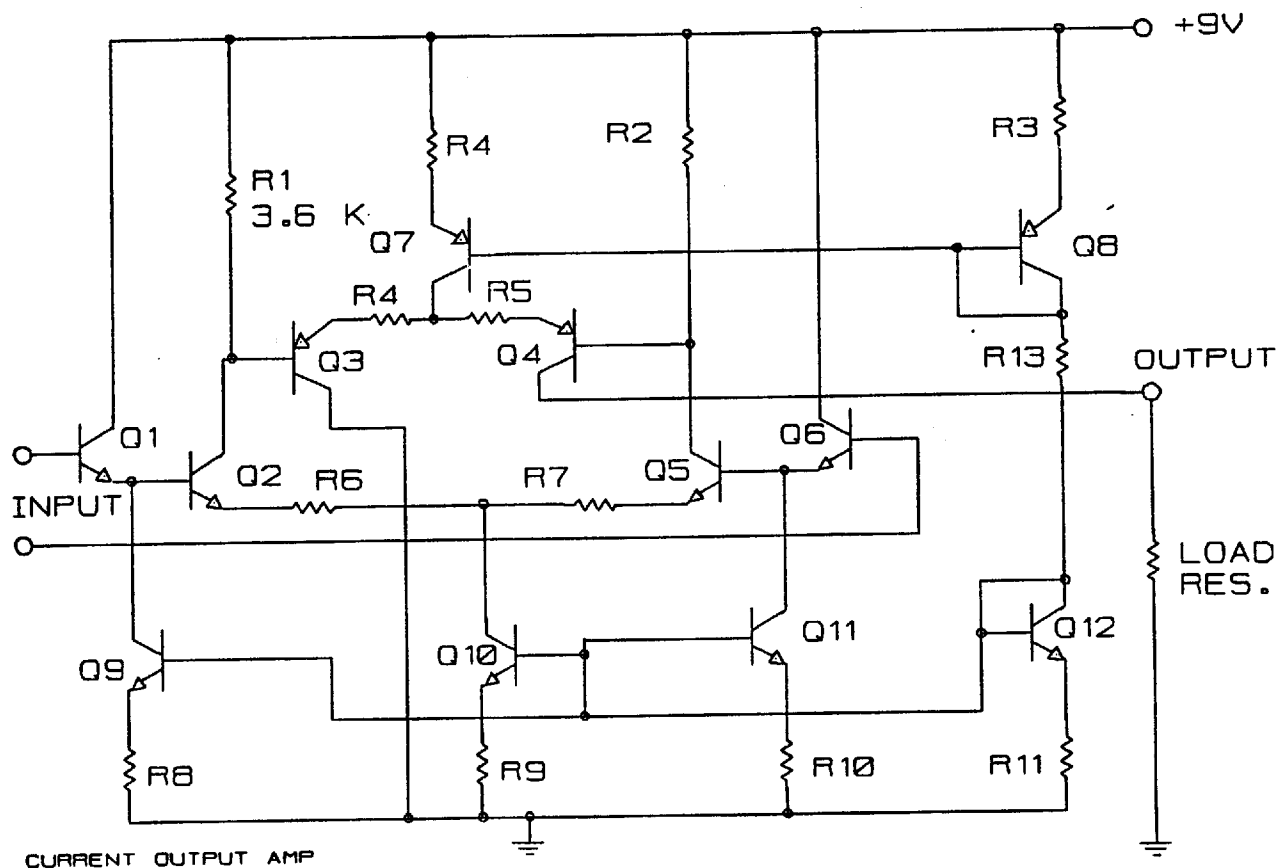 +9V
R4
R2
R3
R1
3.6 K
Q7
Q8
R4
R5
Q3
Q4
R13
OUTPUT
Q1
Q6
Q2
R6
R7
Q5
INPUT
LOAD
RES.
Q9
Q10
Q11
Q12
R8
R9
R10
R11
CURRENT OUTPUT AMP